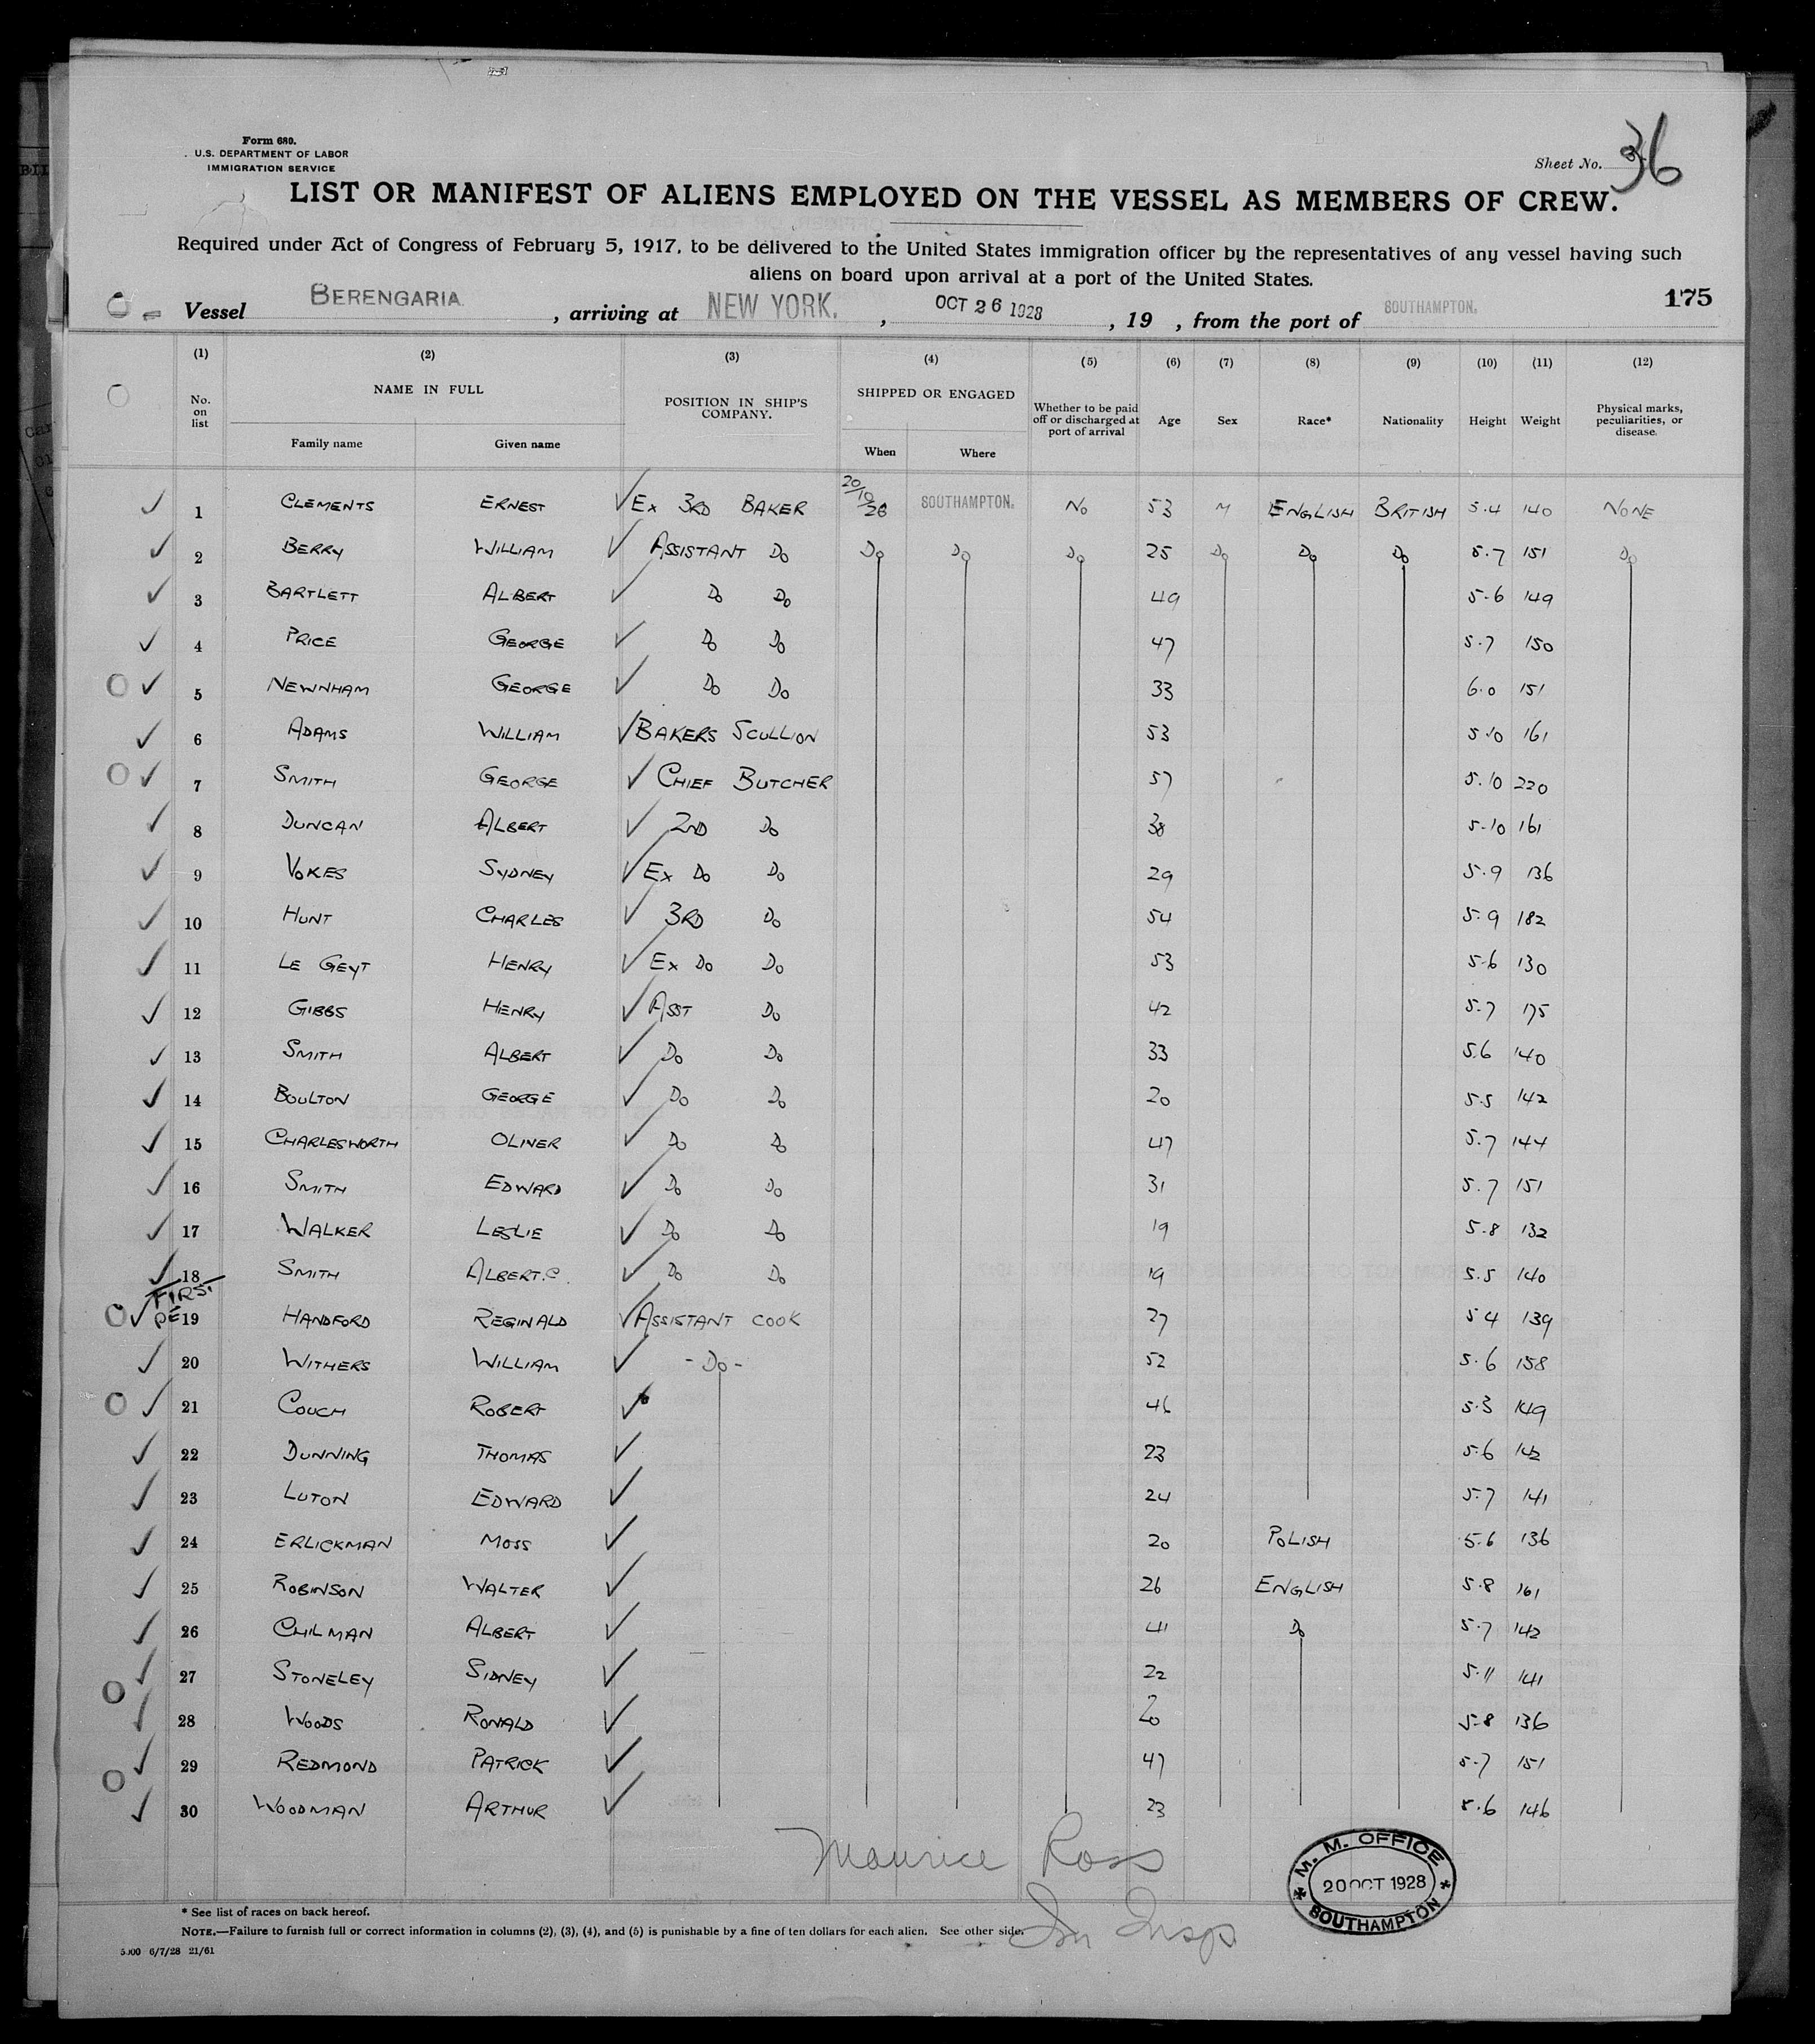 Form 680.
U.S. DEPARTMENT OF LABOR
IMMIGRATION SERVICE
Sheet No. 36
LIST OR MANIFEST OF ALIENS EMPLOYED ON THE VESSEL AS MEMBERS OF CREW.
Required under Act of Congress of February 5, 1917, to be delivered to the United States immigration officer by the representatives of any vessel having such
aliens on board upon arrival at a port of the United States.
175
Vessel BERENGARIA , arriving at NEW YORK. , OCT 26 1928 , 19 , from the port of SOUTHAMPTON.
(1) (2) (3) (4) (5) (6) (7) (8) (9) (10) (11) (12)
No. on list NAME IN FULL Family name Given name POSITION IN SHIP'S COMPANY. SHIPPED OR ENGAGED When Where Whether to be paid off or discharged at port of arrival Age Sex Race* Nationality Height Weight Physical marks, peculiarities, or disease.
1 CLEMENTS ERNEST Ex 3RD BAKER 20/10/28 SOUTHAMPTON. No 53 M ENGLISH BRITISH 5.4 140 NONE
2 BERRY WILLIAM ASSISTANT Do Do Do Do 25 Do Do Do 5.7 151 Do
3 BARTLETT ALBERT Do Do 49 5.6 149
4 PRICE GEORGE Do Do 47 5.7 150
5 NEWNHAM GEORGE Do Do 33 6.0 151
6 ADAMS WILLIAM BAKERS SCULLION 53 5.10 161
7 SMITH GEORGE CHIEF BUTCHER 57 5.10 220
8 DUNCAN ALBERT 2ND Do 38 5.10 161
9 VOKES SYDNEY Ex Do Do 29 5.9 136
10 HUNT CHARLES 3RD Do 54 5.9 182
11 LE GEYT HENRY Ex Do Do 53 5.6 130
12 GIBBS HENRY ASST Do 42 5.7 175
13 SMITH ALBERT Do Do 33 5.6 140
14 BOULTON GEORGE Do Do 20 5.5 142
15 CHARLESWORTH OLIVER Do Do 47 5.7 144
16 SMITH EDWARD Do Do 31 5.7 151
17 WALKER LESLIE Do Do 19 5.8 132
18 SMITH ALBERT.C. Do Do 19 5.5 140
FIRST
19 HANDFORD REGINALD ASSISTANT COOK 27 5 4 139
20 WITHERS WILLIAM -Do- 52 5.6 158
21 COUCH ROBERT 46 5.3 149
22 DUNNING THOMAS 23 5.6 142
23 LUTON EDWARD 24 5.7 141
24 ERLICKMAN MOSS 20 POLISH 5.6 136
25 ROBINSON WALTER 26 ENGLISH 5.8 161
26 CHILMAN ALBERT 41 Do 5.7 142
27 STONELEY SIDNEY 22 5.11 141
28 WOODS RONALD 20 5.8 136
29 REDMOND PATRICK 47 5.7 151
30 WOODMAN ARTHUR 23 5.6 146
Maurice Ross
M. M. OFFICE
20 OCT 1928
SOUTHAMPTON
* See list of races on back hereof.
NOTE.—Failure to furnish full or correct information in columns (2), (3), (4), and (5) is punishable by a fine of ten dollars for each alien. See other side.
5000 6/7/28 21/61